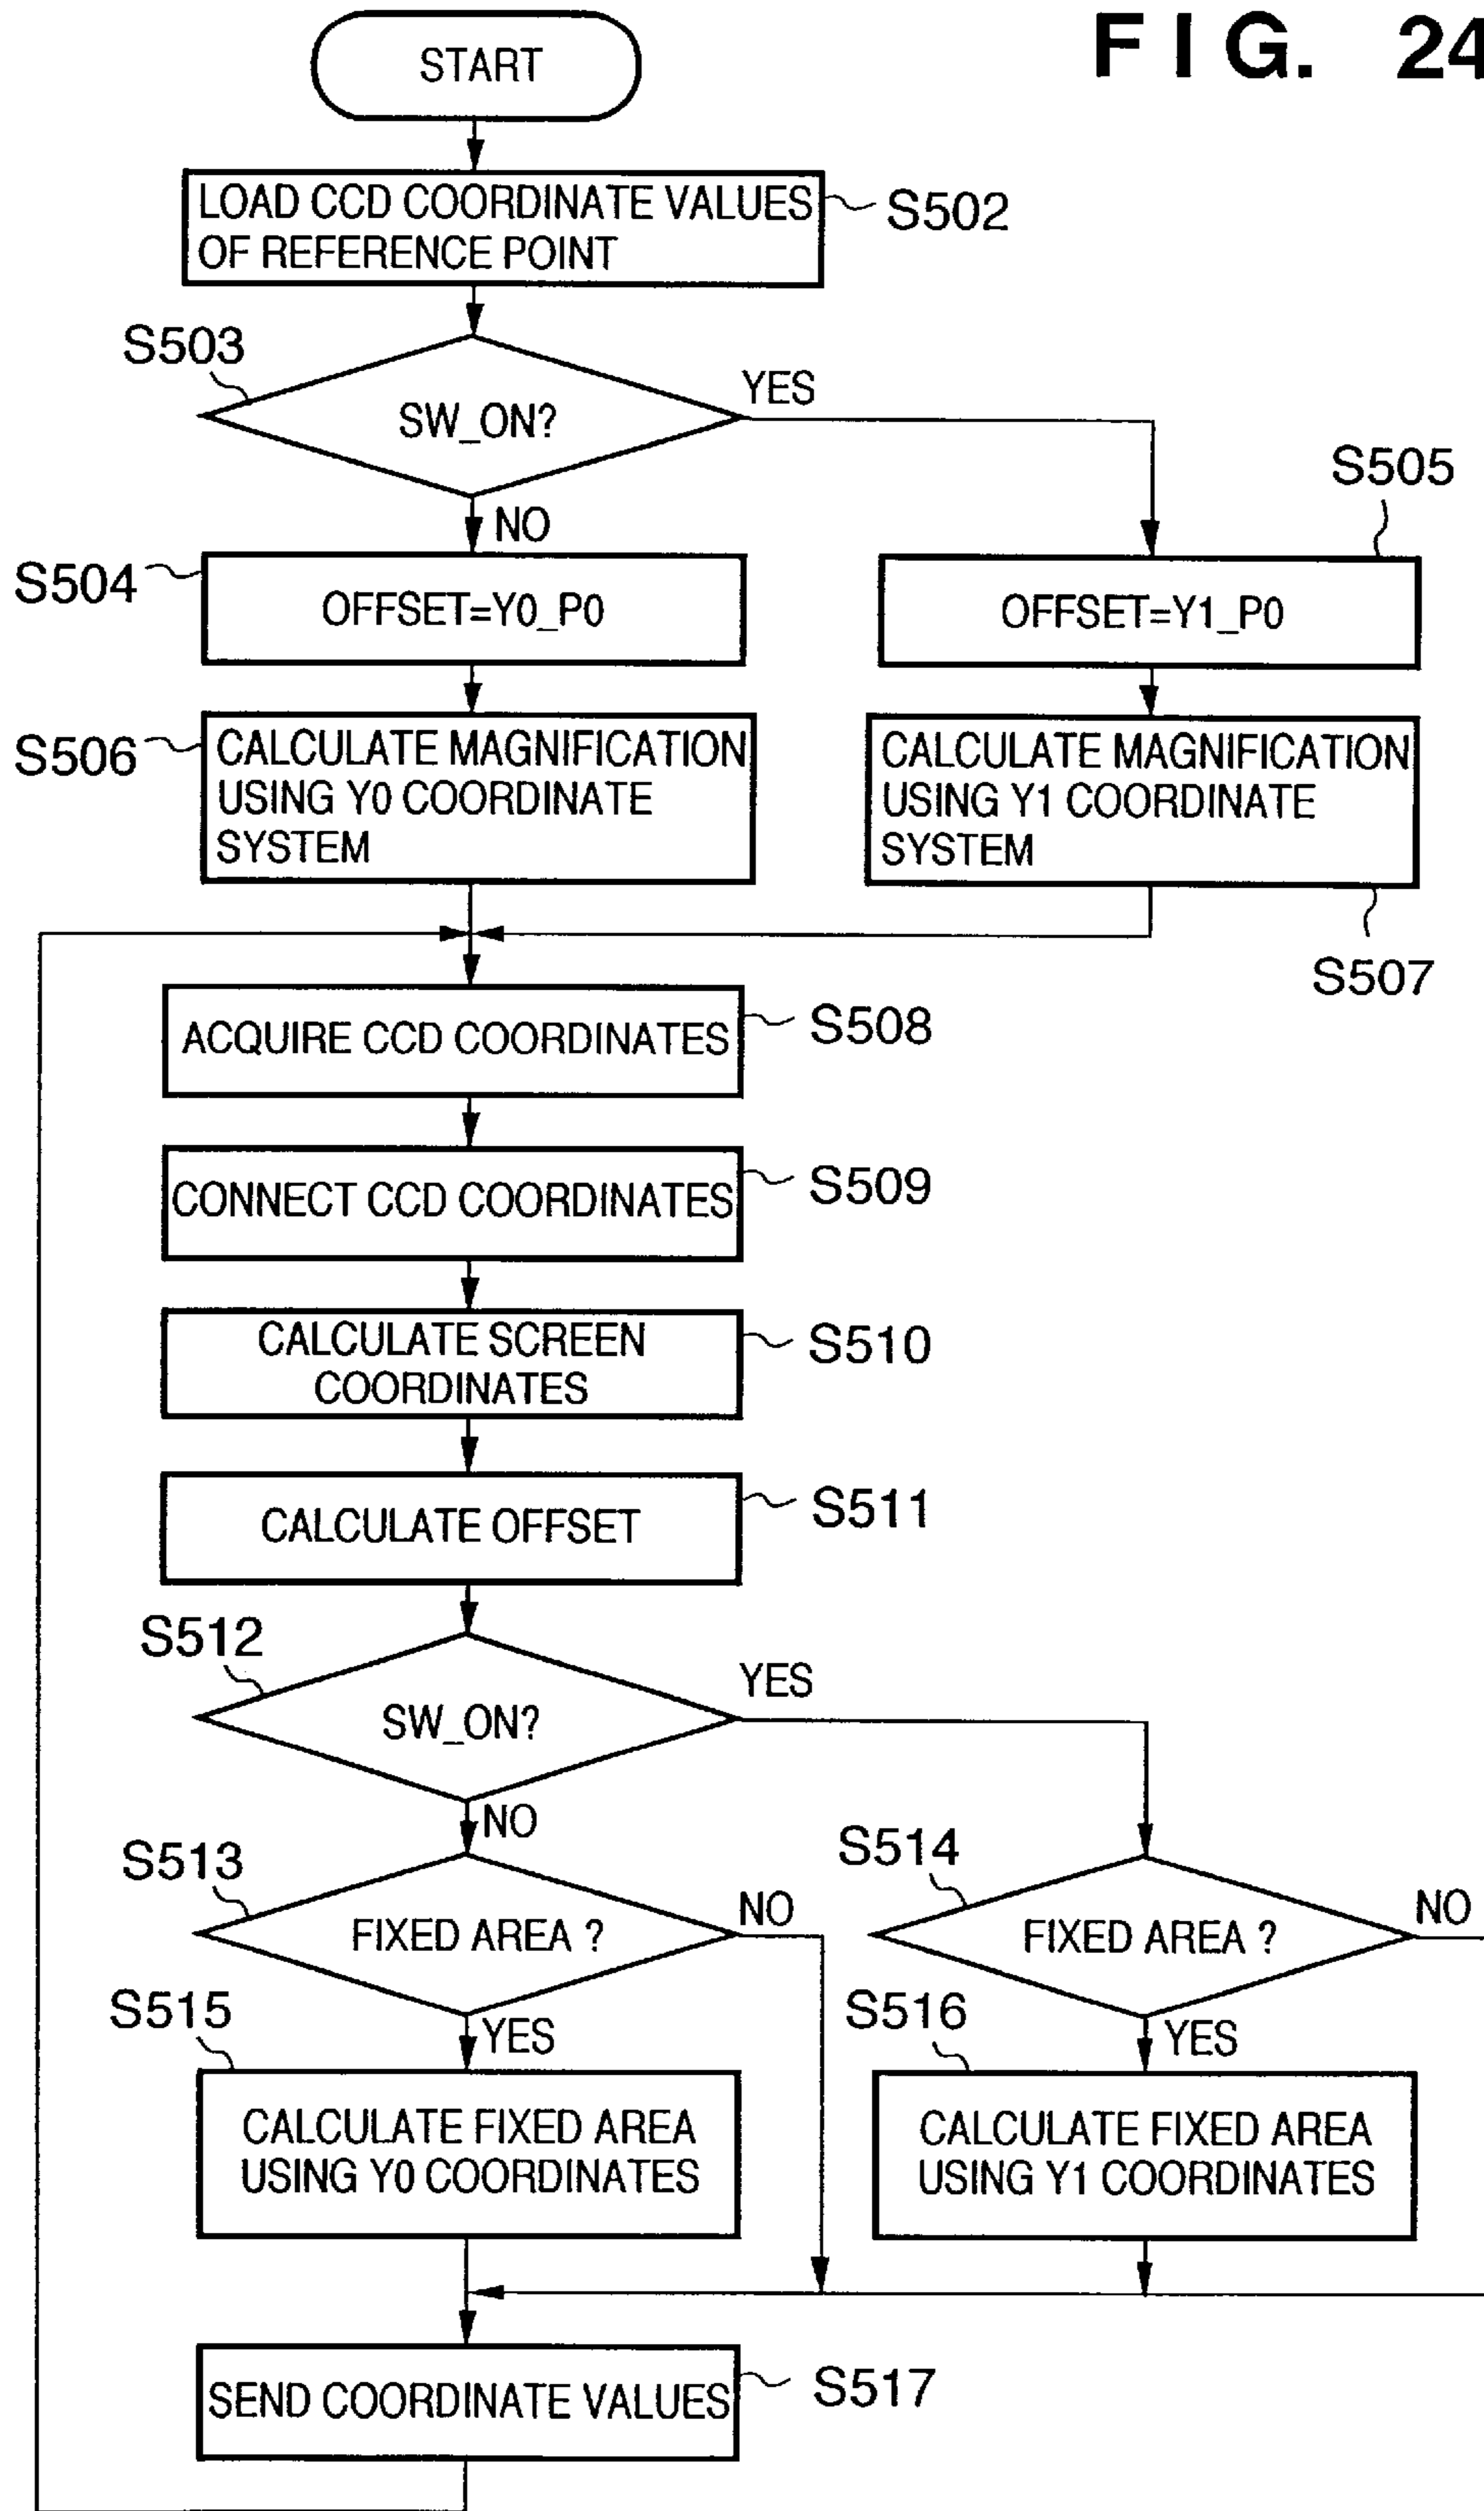 FIG. 24
START
LOAD CCD COORDINATE VALUES
OF REFERENCE POINT
S502
S503
SW_ON?
YES
NO
S505
S504
OFFSET=Y0_P0
OFFSET=Y1_P0
S506
CALCULATE MAGNIFICATION
USING Y0 COORDINATE
SYSTEM
CALCULATE MAGNIFICATION
USING Y1 COORDINATE
SYSTEM
S507
ACQUIRE CCD COORDINATES
S508
CONNECT CCD COORDINATES
S509
CALCULATE SCREEN
COORDINATES
S510
CALCULATE OFFSET
S511
S512
SW_ON?
YES
NO
S513
FIXED AREA ?
NO
S514
FIXED AREA ?
NO
S515
YES
S516
YES
CALCULATE FIXED AREA
USING Y0 COORDINATES
CALCULATE FIXED AREA
USING Y1 COORDINATES
SEND COORDINATE VALUES
S517